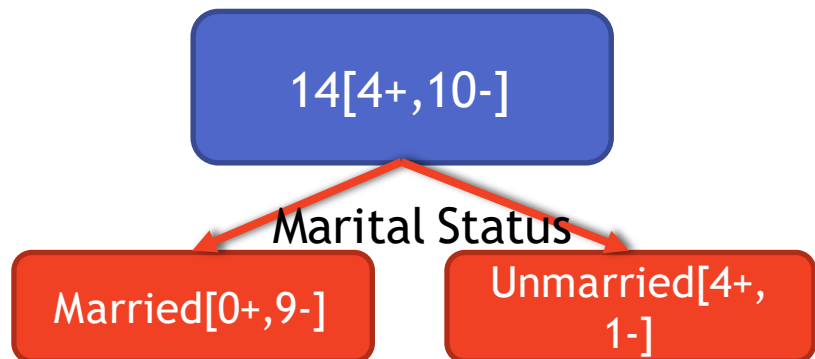 14[4+,10-]
Marital Status
Married[0+,9-]
Unmarried[4+,
1-]